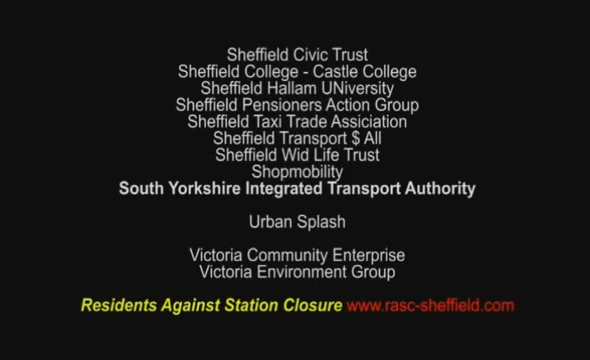 Sheffield Civic Trust
Sheffield College - Castle College
Sheffield Hallam UNiversity
Sheffield Pensioners Action Group
Sheffield Taxi Trade Assiciation
Sheffield Transport $ All
Sheffield Wid Life Trust
Shopmobility
South Yorkshire Integrated Transport Authority
Urban Splash
Victoria Community Enterprise
Victoria Environment Group
Residents Against Station Closure www.rasc-sheffield.com